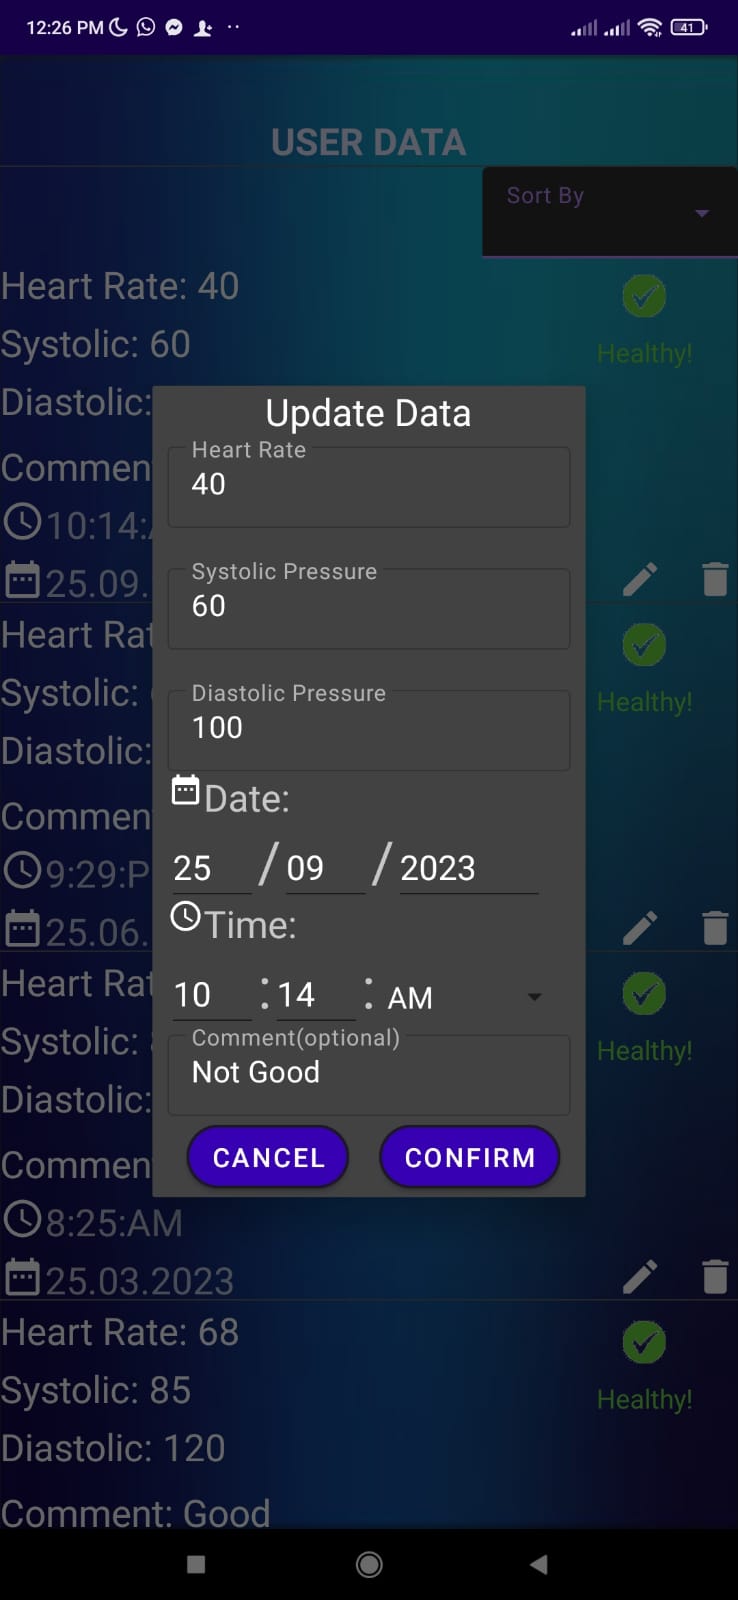 12:26 PM
41
USER DATA
Sort By
Heart Rate: 40
Systolic: 60
Healthy!
Diastolic:
Update Data
Heart Rate
40
Commen
10:14:
Systolic Pressure
60
25.09.
Heart Rat
Systolic:
Healthy!
Diastolic Pressure
100
Diastolic:
Date:
Commen
25 / 09 / 2023
9:29:P
Time:
25.06.
Heart Rat
10 : 14 : AM
Systolic:
Healthy!
Comment(optional)
Not Good
Diastolic:
Commen
CANCEL CONFIRM
8:25:AM
25.03.2023
Heart Rate: 68
Systolic: 85
Healthy!
Diastolic: 120
Comment: Good